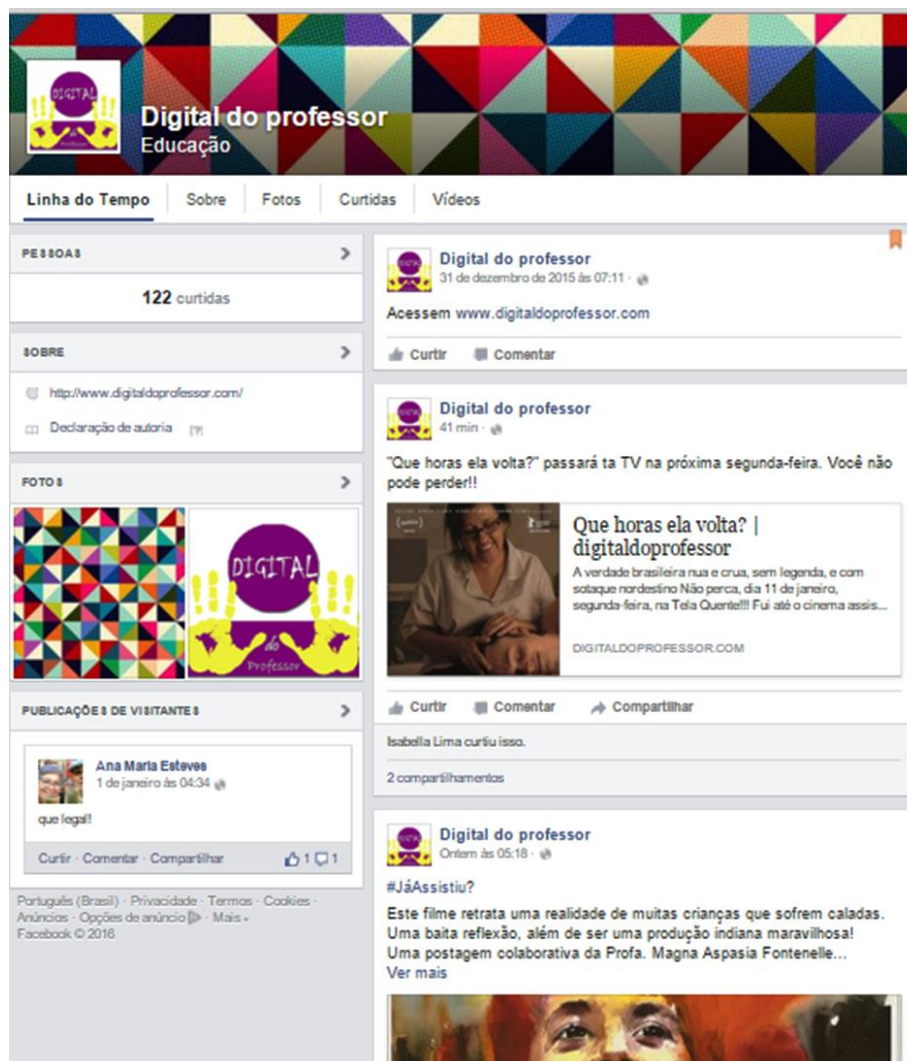 DIGITAL
do
Professor
Digital do professor
Educação
Linha do Tempo
Sobre
Fotos
Curtidas
Vídeos
PESSOAS
122 curtidas
SOBRE
http://www.digitaldoprofessor.com/
Declaração de autoria [?]
FOTOS
DIGITAL
do
Professor
PUBLICAÇÕES DE VISITANTES
Ana Maria Esteves
1 de janeiro às 04:34
que legal!
Curtir · Comentar · Compartilhar 1 1
Português (Brasil) · Privacidade · Termos · Cookies ·
Anúncios · Opções de anúncio · Mais
Facebook © 2016
Digital do professor
31 de dezembro de 2015 às 07:11 ·
Acessem www.digitaldoprofessor.com
Curtir Comentar
Digital do professor
41 min ·
"Que horas ela volta?" passará ta TV na próxima segunda-feira. Você não
pode perder!!
Que horas ela volta? |
digitaldoprofessor
A verdade brasileira nua e crua, sem legenda, e com
sotaque nordestino Não perca, dia 11 de janeiro,
segunda-feira, na Tela Quente!!! Fui até o cinema assis...
DIGITALDOPROFESSOR.COM
Curtir Comentar Compartilhar
Isabella Lima curtiu isso.
2 compartilhamentos
Digital do professor
Ontem às 05:18 ·
#JáAssistiu?
Este filme retrata uma realidade de muitas crianças que sofrem caladas.
Uma baita reflexão, além de ser uma produção indiana maravilhosa!
Uma postagem colaborativa da Profa. Magna Aspasia Fontenelle...
Ver mais